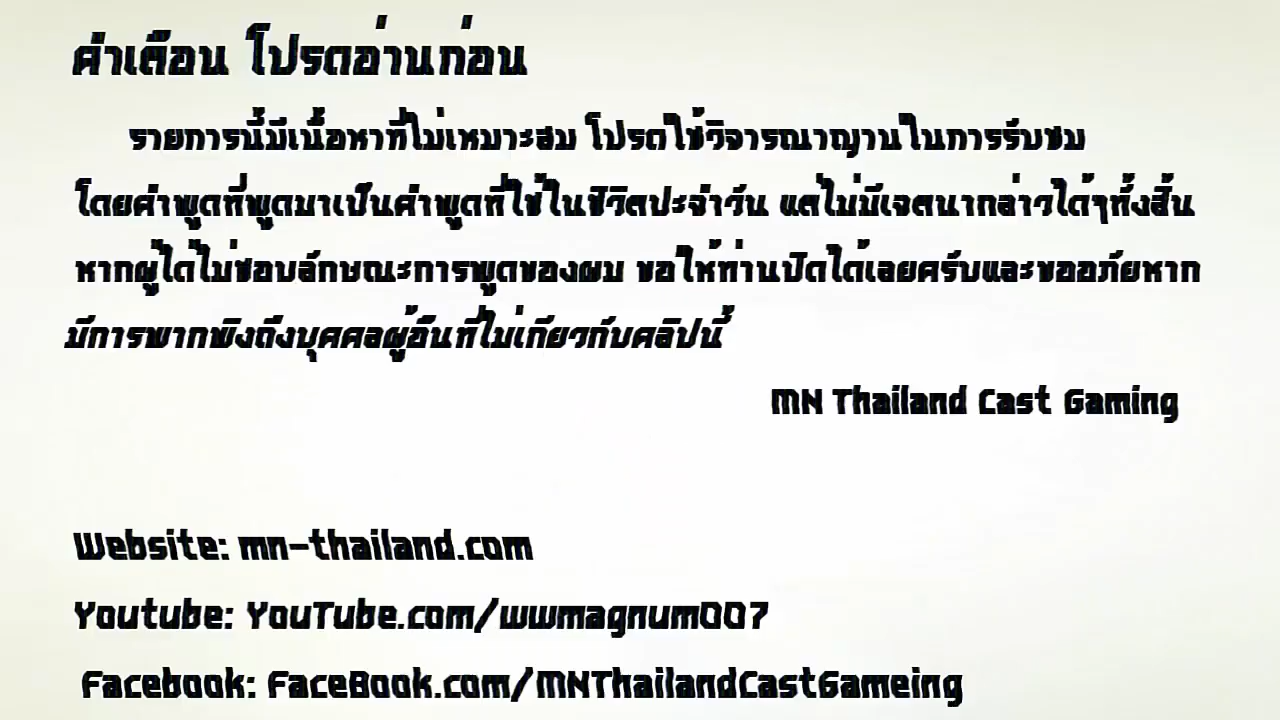 คำเตือน โปรดอ่านก่อน
รายการนี้มีเนื้อหาที่ไม่เหมาะสม โปรดใช้วิจารณาญานในการรับชม
โดยคำพูดที่พูดมาเป็นคำพูดที่ใช้ในชีวิตประจำวัน แต่ไม่มีเจตนากล่าวได้ๆทั้งสิ้น
หากผู้ได้ไม่ชอบลักษณะการพูดของผม ขอให้ท่านปิดได้เลยครับและขออภัยหาก
มีการพากพิงถึงบุคคลผู้อื่นที่ไม่เกี่ยวกับคลิปนี้
MN Thailand Cast Gaming
Website: mn-thailand.com
Youtube: YouTube.com/wwmagnum007
Facebook: FaceBook.com/MNThailandCastGameing